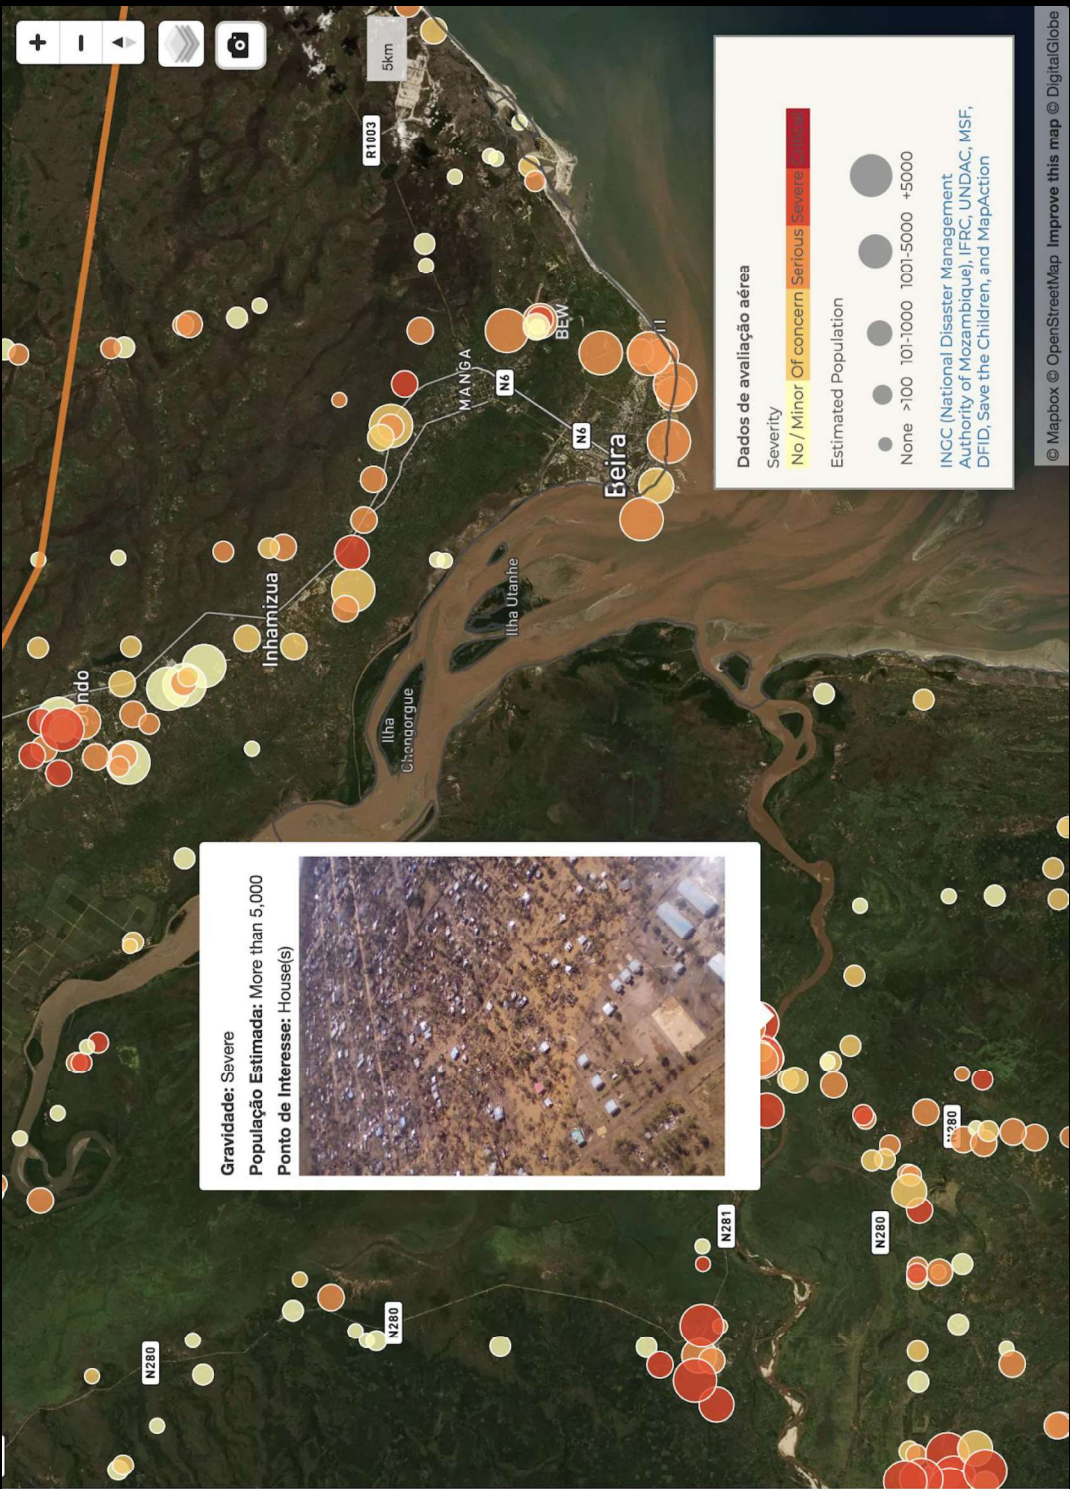 +
−
5km
R1003
MANGA
N6
BEW
N6
Beira
Inhamizua
Ilha Utanhe
Ilha
Chongorgue
N280
N280
N281
N280
N280
Gravidade: Severe
População Estimada: More than 5,000
Ponto de Interesse: House(s)
Dados de avaliação aérea
Severity
No / Minor Of concern Serious Severe Critical
Estimated Population
None >100 101-1000 1001-5000 +5000
INGC (National Disaster Management
Authority of Mozambique), IFRC, UNDAC, MSF,
DFID, Save the Children, and MapAction
© Mapbox © OpenStreetMap Improve this map © DigitalGlobe